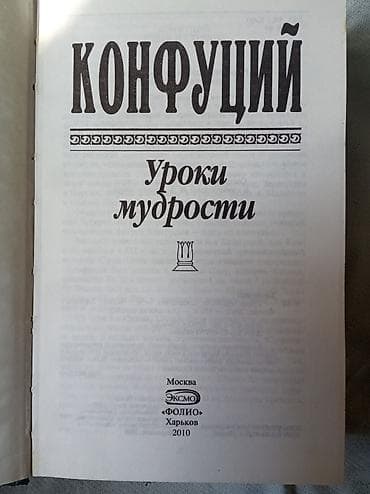 КОНФУЦИЙ
Уроки
мудрости
Москва
ЭКСМО
«ФОЛИО»
Харьков
2010